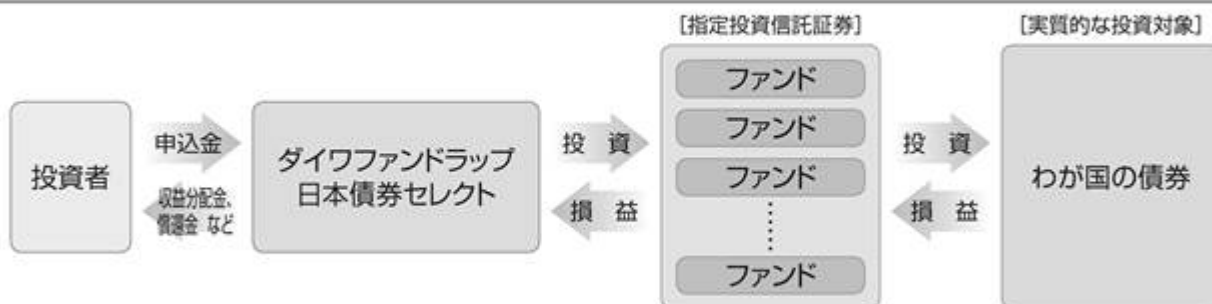 [指定投資信託証券]
[実質的な投資対象]
投資者
申込金
収益分配金、
償還金 など
ダイワファンドラップ
日本債券セレクト
投 資
損 益
ファンド
ファンド
ファンド
ファンド
投 資
損 益
わが国の債券